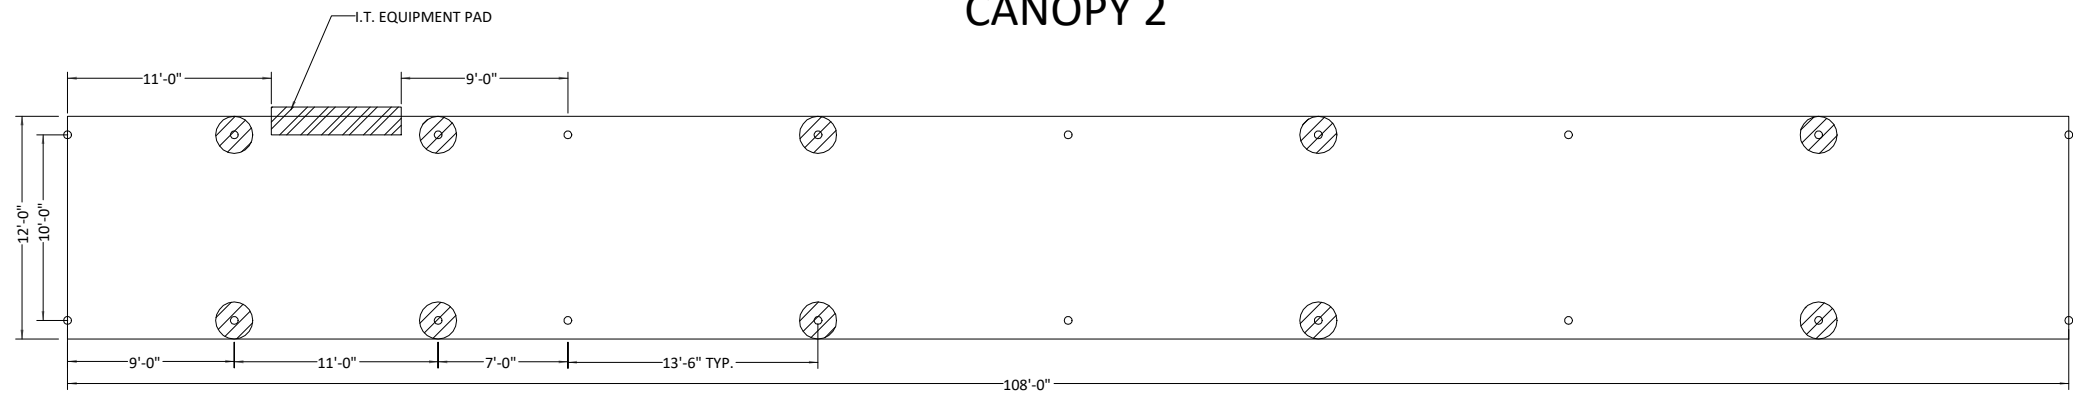 CANOPY 2
I.T. EQUIPMENT PAD
11'-0"
9'-0"
12'-0"
10'-0"
9'-0"
11'-0"
7'-0"
13'-6" TYP.
108'-0"